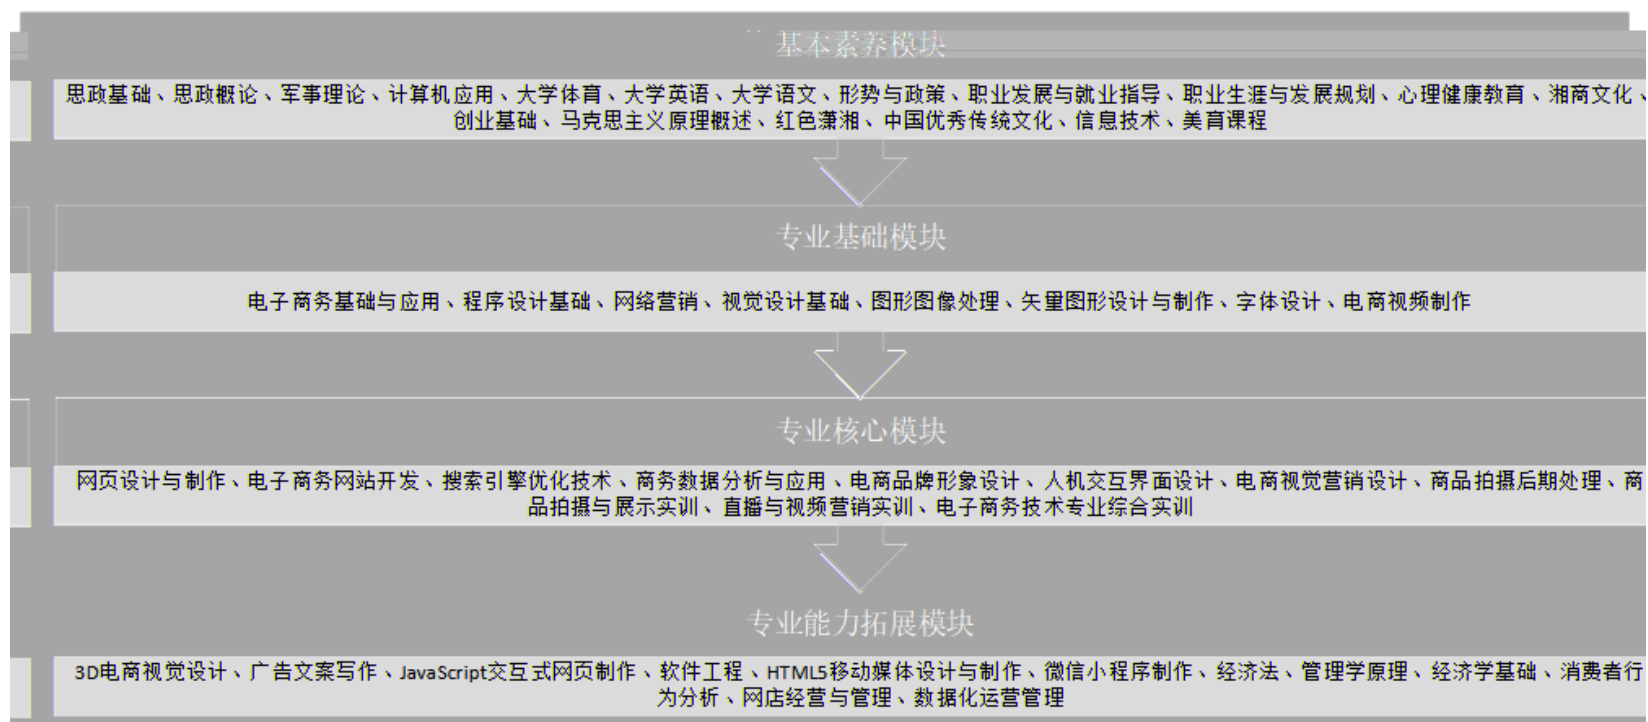 基本素养模块
思政基础、思政概论、军事理论、计算机应用、大学体育、大学英语、大学语文、形势与政策、职业发展与就业指导、职业生涯与发展规划、心理健康教育、湘商文化、
创业基础、马克思主义原理概述、红色潇湘、中国优秀传统文化、信息技术、美育课程
专业基础模块
电子商务基础与应用、程序设计基础、网络营销、视觉设计基础、图形图像处理、矢量图形设计与制作、字体设计、电商视频制作
专业核心模块
网页设计与制作、电子商务网站开发、搜索引擎优化技术、商务数据分析与应用、电商品牌形象设计、人机交互界面设计、电商视觉营销设计、商品拍摄后期处理、商
品拍摄与展示实训、直播与视频营销实训、电子商务技术专业综合实训
专业能力拓展模块
3D电商视觉设计、广告文案写作、JavaScript交互式网页制作、软件工程、HTML5移动媒体设计与制作、微信小程序制作、经济法、管理学原理、经济学基础、消费者行
为分析、网店经营与管理、数据化运营管理